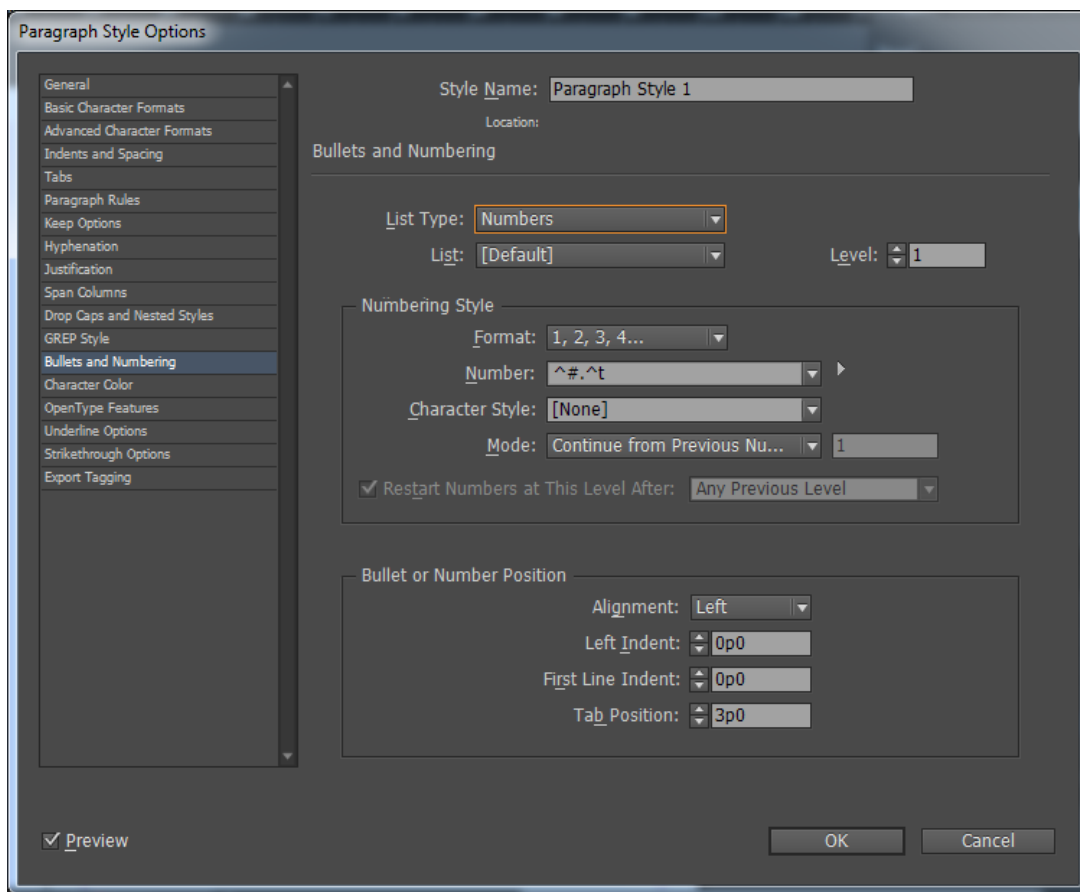 Paragraph Style Options
General
Basic Character Formats
Advanced Character Formats
Indents and Spacing
Tabs
Paragraph Rules
Keep Options
Hyphenation
Justification
Span Columns
Drop Caps and Nested Styles
GREP Style
Bullets and Numbering
Character Color
OpenType Features
Underline Options
Strikethrough Options
Export Tagging
Style Name: Paragraph Style 1
Location:
Bullets and Numbering
List Type: Numbers
List: [Default] Level: 1
Numbering Style
Format: 1, 2, 3, 4...
Number: ^#.^t
Character Style: [None]
Mode: Continue from Previous Nu... 1
Restart Numbers at This Level After: Any Previous Level
Bullet or Number Position
Alignment: Left
Left Indent: 0p0
First Line Indent: 0p0
Tab Position: 3p0
Preview OK Cancel